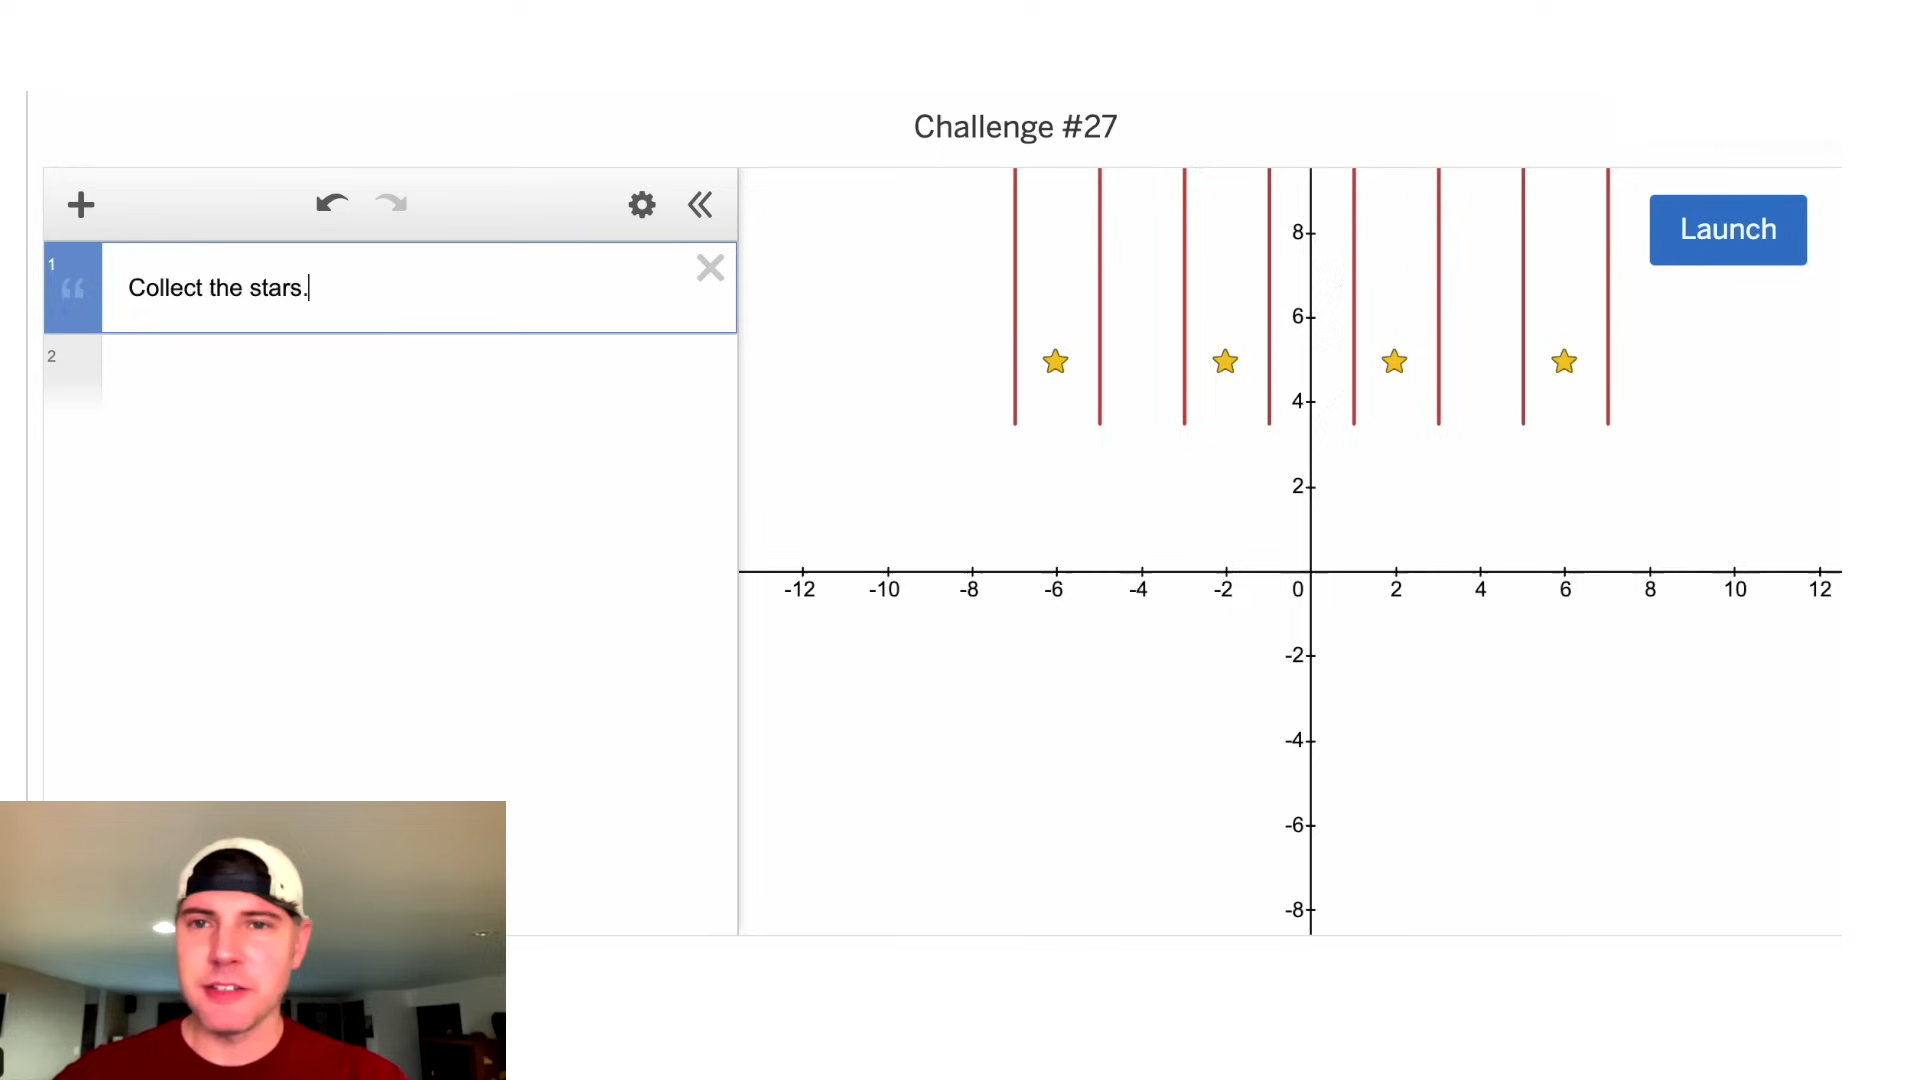 Challenge #27
Launch
1
“ Collect the stars.
2
8
6
4
2
-12 -10 -8 -6 -4 -2 0 2 4 6 8 10 12
-2
-4
-6
-8